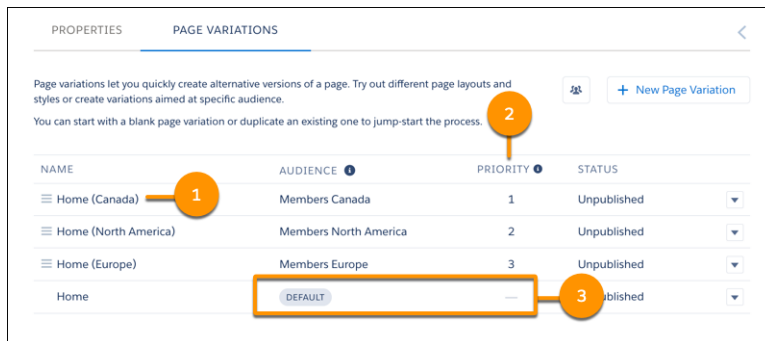 PROPERTIES PAGE VARIATIONS
Page variations let you quickly create alternative versions of a page. Try out different page layouts and
styles or create variations aimed at specific audience.
You can start with a blank page variation or duplicate an existing one to jump-start the process.
+ New Page Variation
2
NAME AUDIENCE PRIORITY STATUS
Home (Canada) 1 Members Canada 1 Unpublished
Home (North America) Members North America 2 Unpublished
Home (Europe) Members Europe 3 Unpublished
Home DEFAULT — 3 ublished